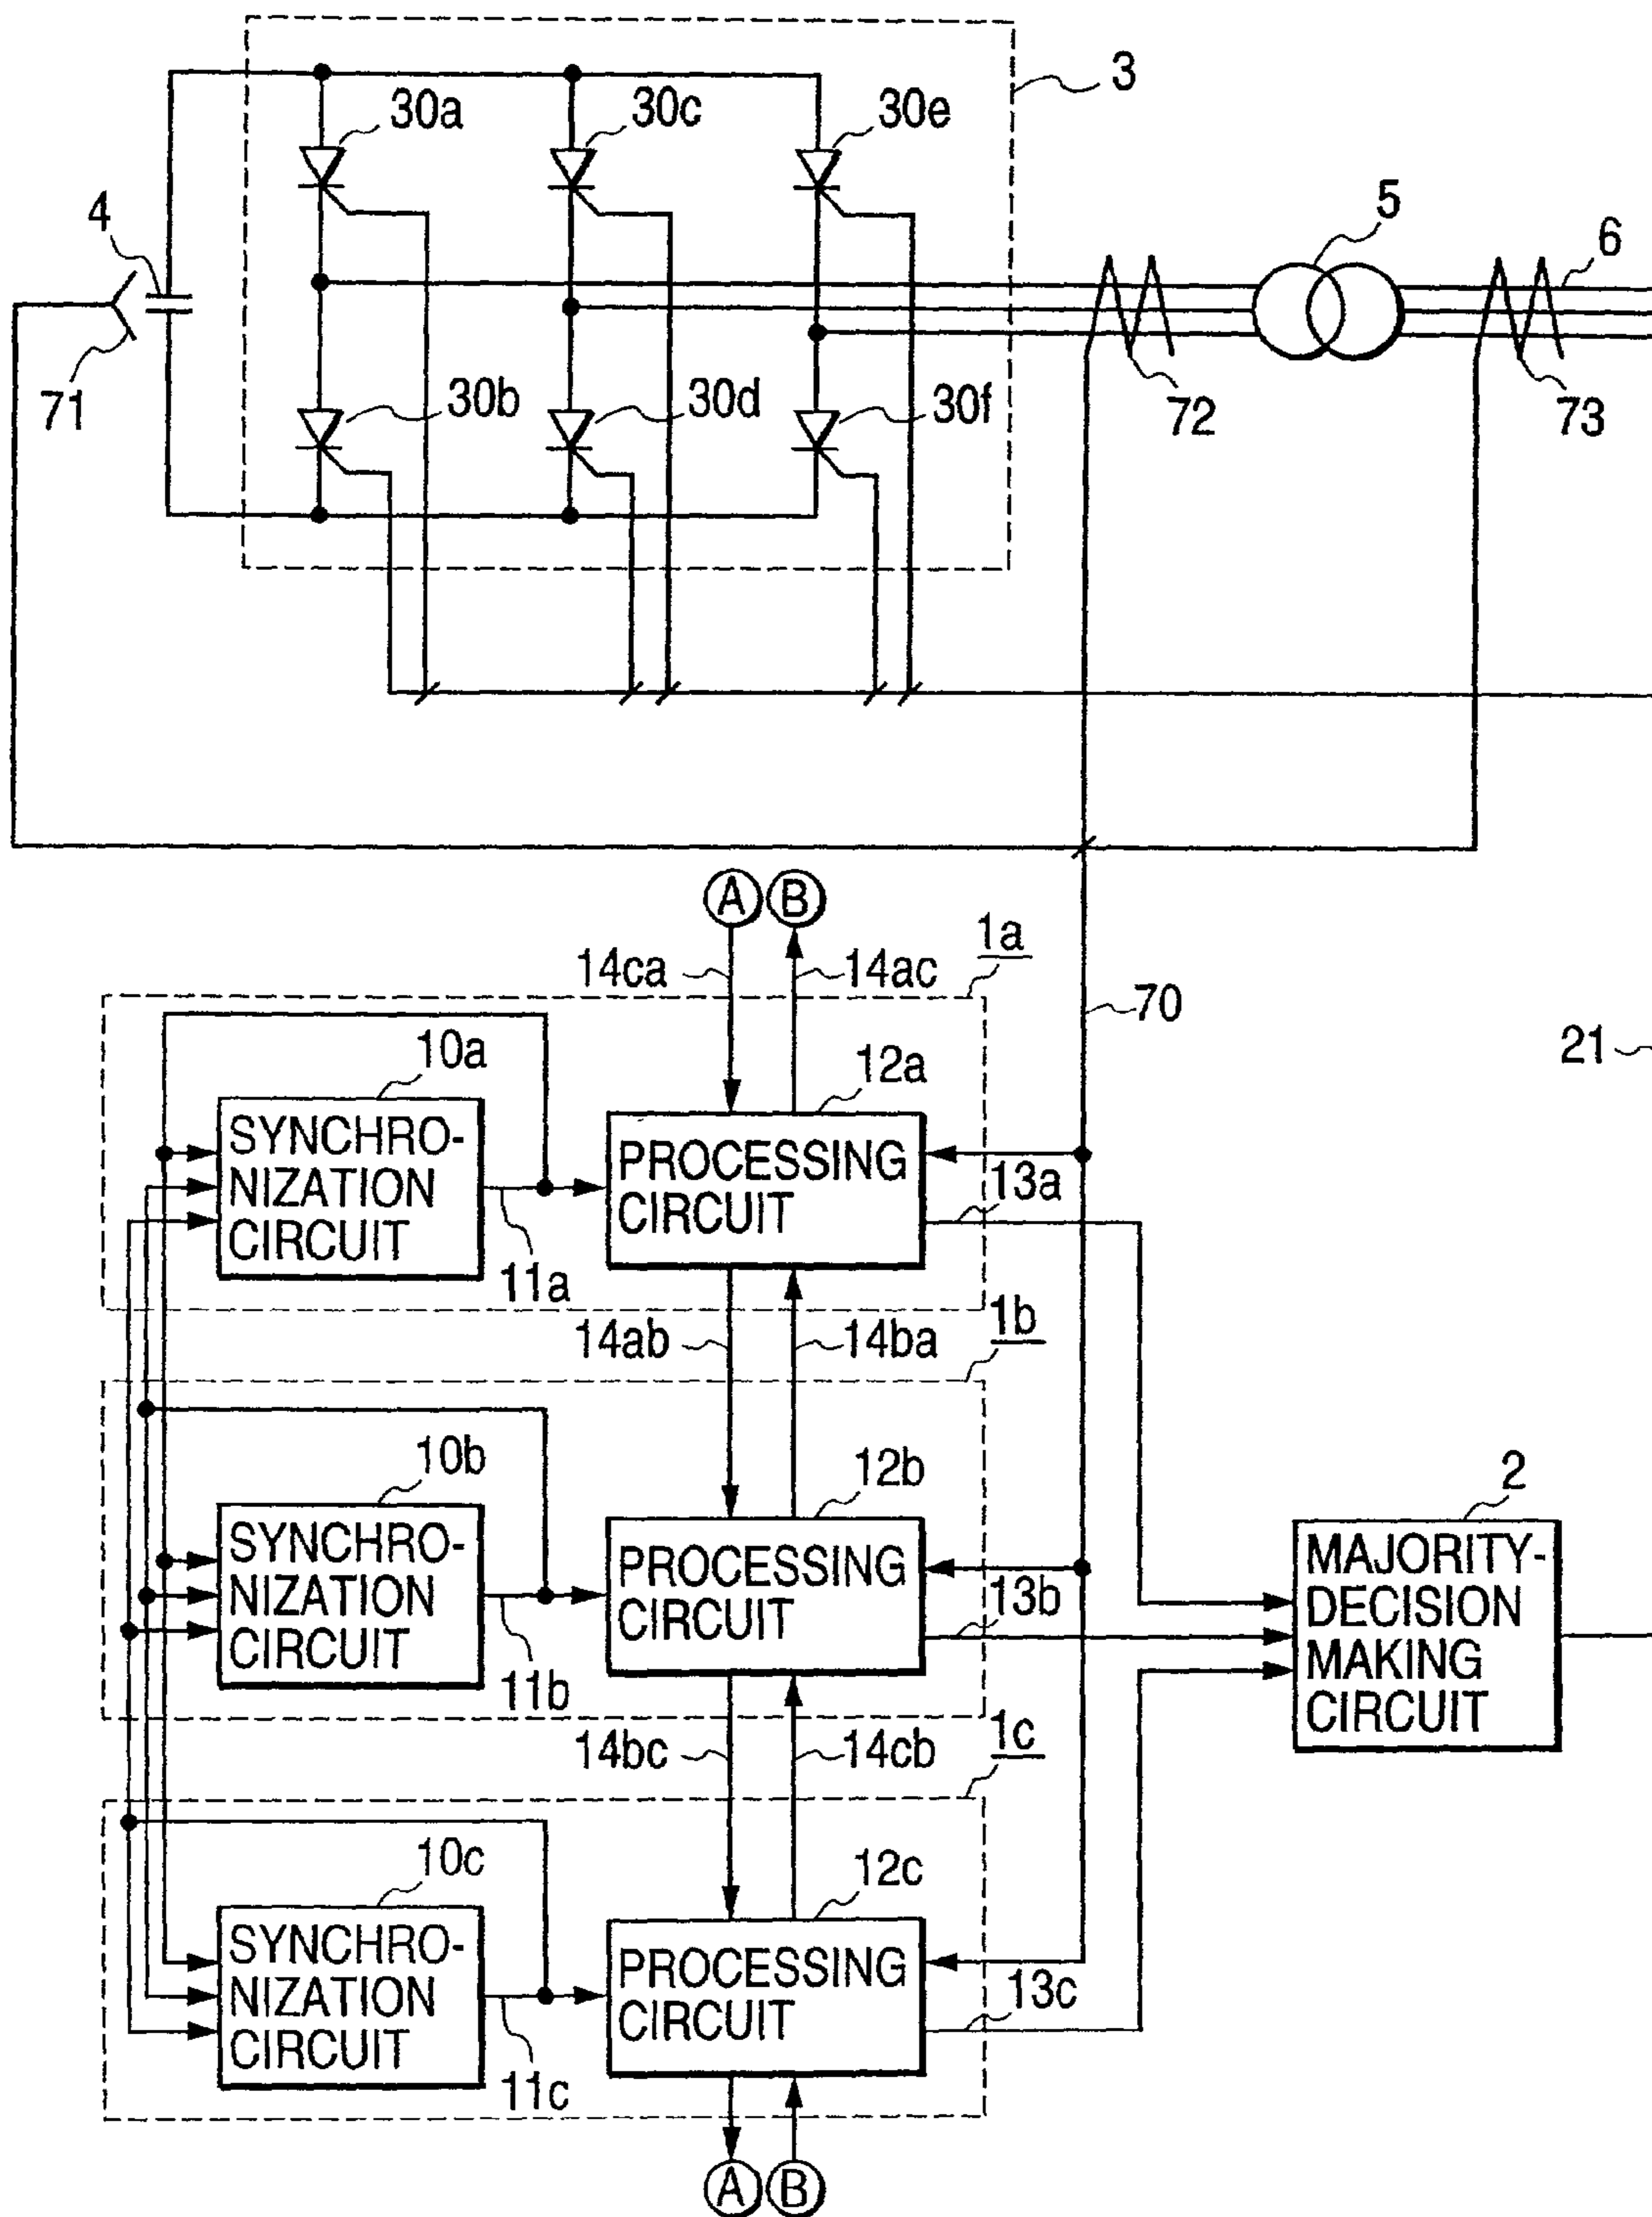 3
30a
30c
30e
4
5
6
71
30b
30d
30f
72
73
A
B
14ca
14ac
1a
70
10a
12a
21
SYNCHRO-
NIZATION
CIRCUIT
PROCESSING
CIRCUIT
13a
11a
14ab
14ba
1b
10b
12b
2
SYNCHRO-
NIZATION
CIRCUIT
PROCESSING
CIRCUIT
13b
MAJORITY-
DECISION
MAKING
CIRCUIT
11b
14bc
14cb
1c
10c
12c
SYNCHRO-
NIZATION
CIRCUIT
PROCESSING
CIRCUIT
13c
11c
A
B